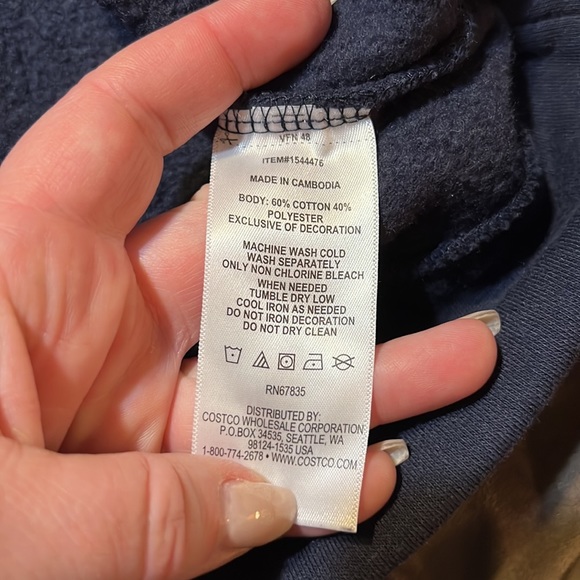 VFN 48
ITEM#1544476
MADE IN CAMBODIA
BODY: 60% COTTON 40%
POLYESTER
EXCLUSIVE OF DECORATION
MACHINE WASH COLD
WASH SEPARATELY
ONLY NON CHLORINE BLEACH
WHEN NEEDED
TUMBLE DRY LOW
COOL IRON AS NEEDED
DO NOT IRON DECORATION
DO NOT DRY CLEAN
RN67835
DISTRIBUTED BY:
COSTCO WHOLESALE CORPORATION
P.O.BOX 34535, SEATTLE, WA
98124-1535 USA
1-800-774-2678 • WWW.COSTCO.COM